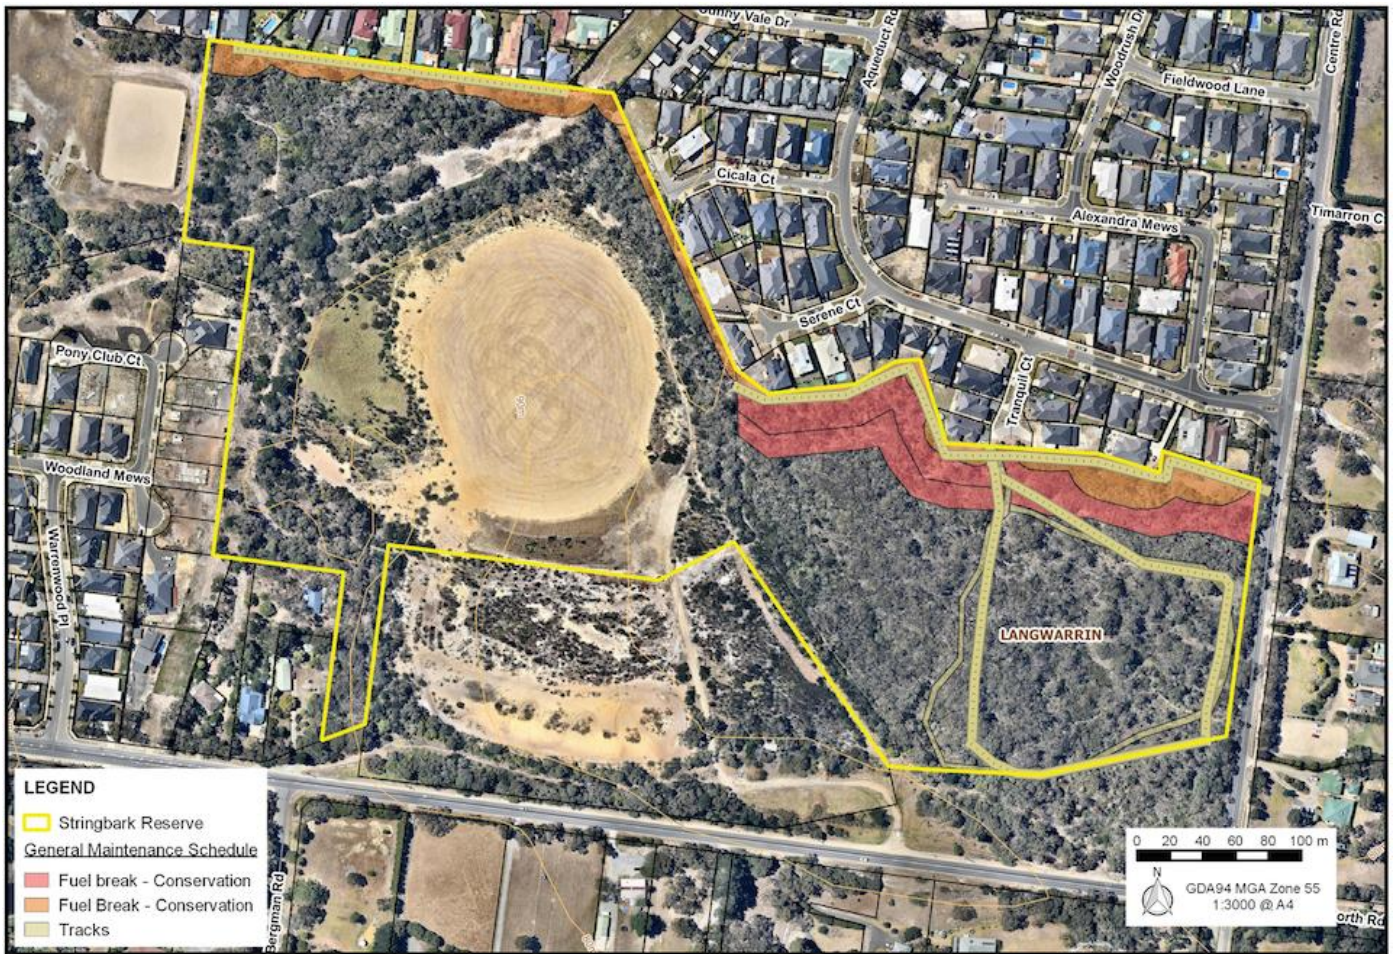 Sunny Vale Dr
Aqueduct Rd
Woodrush Dr
Centre Rd
Fieldwood Lane
Cicala Ct
Alexandra Mews
Timarron C
Serene Ct
Pony Club Ct
Tranquil Ct
Woodland Mews
Warrenwood Pl
LANGWARRIN
LEGEND
Stringbark Reserve
General Maintenance Schedule
Fuel break - Conservation
Fuel Break - Conservation
Tracks
Bergman Rd
0 20 40 60 80 100 m
N
GDA94 MGA Zone 55
1:3000 @ A4
orth Rd